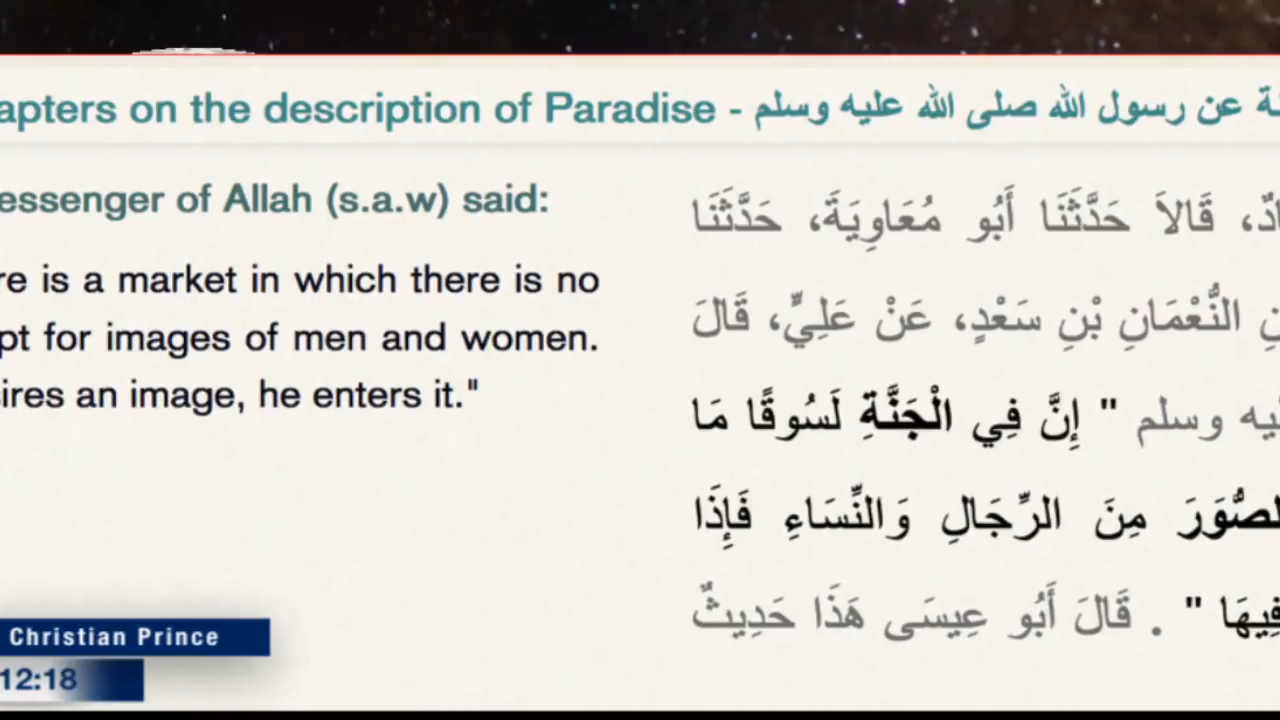 apters on the description of Paradise - لة عن رسول الله صلى الله عليه وسلم
essenger of Allah (s.a.w) said:
re is a market in which there is no
pt for images of men and women.
ires an image, he enters it."
ادٌ، قَالاَ حَدَّثَنَا أَبُو مُعَاوِيَةَ، حَدَّثَنَا
نِ النُّعْمَانِ بْنِ سَعْدٍ، عَنْ عَلِيٍّ، قَالَ
ليه وسلم " إِنَّ فِي الْجَنَّةِ لَسُوقًا مَا
لصُّوَرَ مِنَ الرِّجَالِ وَالنِّسَاءِ فَإِذَا
فِيهَا " . قَالَ أَبُو عِيسَى هَذَا حَدِيثٌ
Christian Prince
12:18